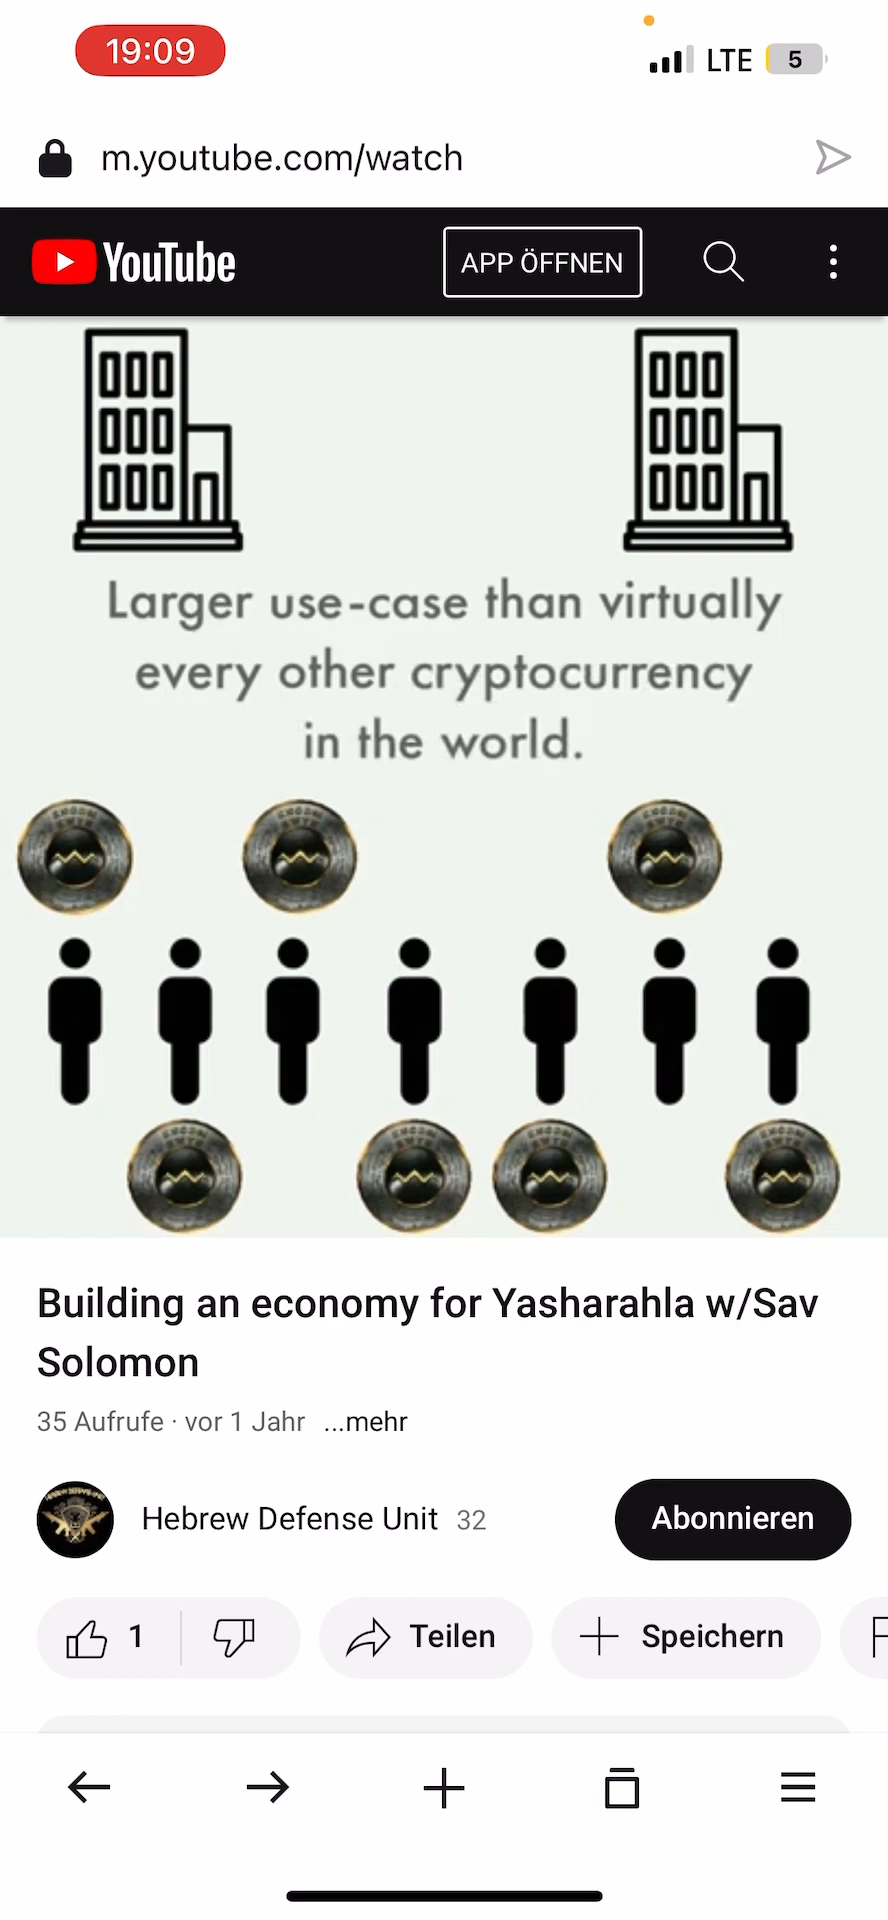 19:09
LTE 5
m.youtube.com/watch
YouTube
APP ÖFFNEN
Larger use-case than virtually
every other cryptocurrency
in the world.
Building an economy for Yasharahla w/Sav
Solomon
35 Aufrufe · vor 1 Jahr ...mehr
Hebrew Defense Unit 32
Abonnieren
1
Teilen
Speichern